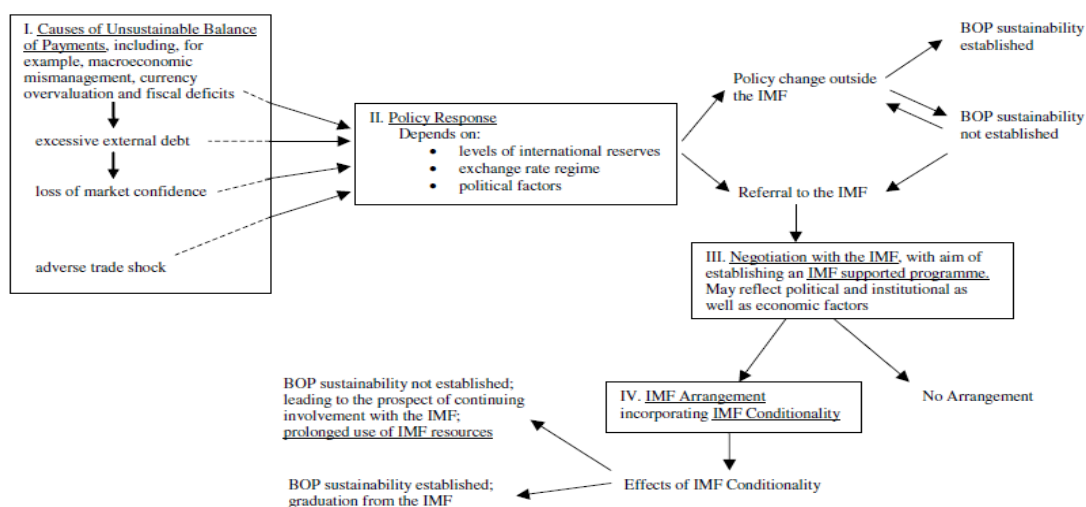 I. Causes of Unsustainable Balance
of Payments, including, for
example, macroeconomic
mismanagement, currency
overvaluation and fiscal deficits
excessive external debt
loss of market confidence
adverse trade shock
II. Policy Response
Depends on:
• levels of international reserves
• exchange rate regime
• political factors
Policy change outside
the IMF
BOP sustainability
established
BOP sustainability
not established
Referral to the IMF
III. Negotiation with the IMF, with aim of
establishing an IMF supported programme.
May reflect political and institutional as
well as economic factors
IV. IMF Arrangement
incorporating IMF Conditionality
No Arrangement
Effects of IMF Conditionality
BOP sustainability not established;
leading to the prospect of continuing
involvement with the IMF;
prolonged use of IMF resources
BOP sustainability established;
graduation from the IMF